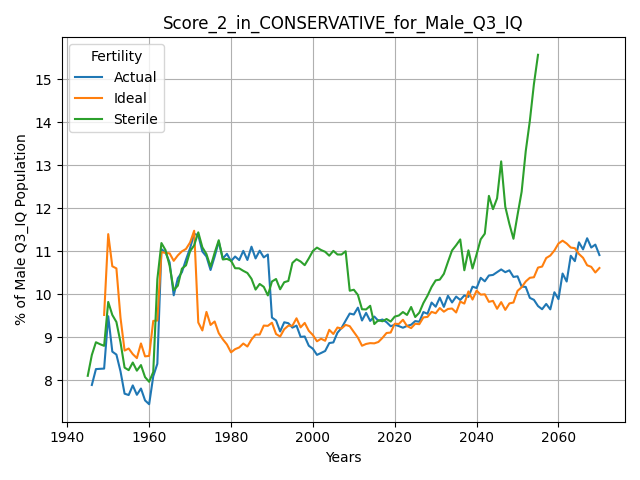 Score_2_in_CONSERVATIVE_for_Male_Q3_IQ
Fertility
Actual
Ideal
Sterile
% of Male Q3_IQ Population
15
14
13
12
11
10
9
8
1940
1960
1980
2000
2020
2040
2060
Years